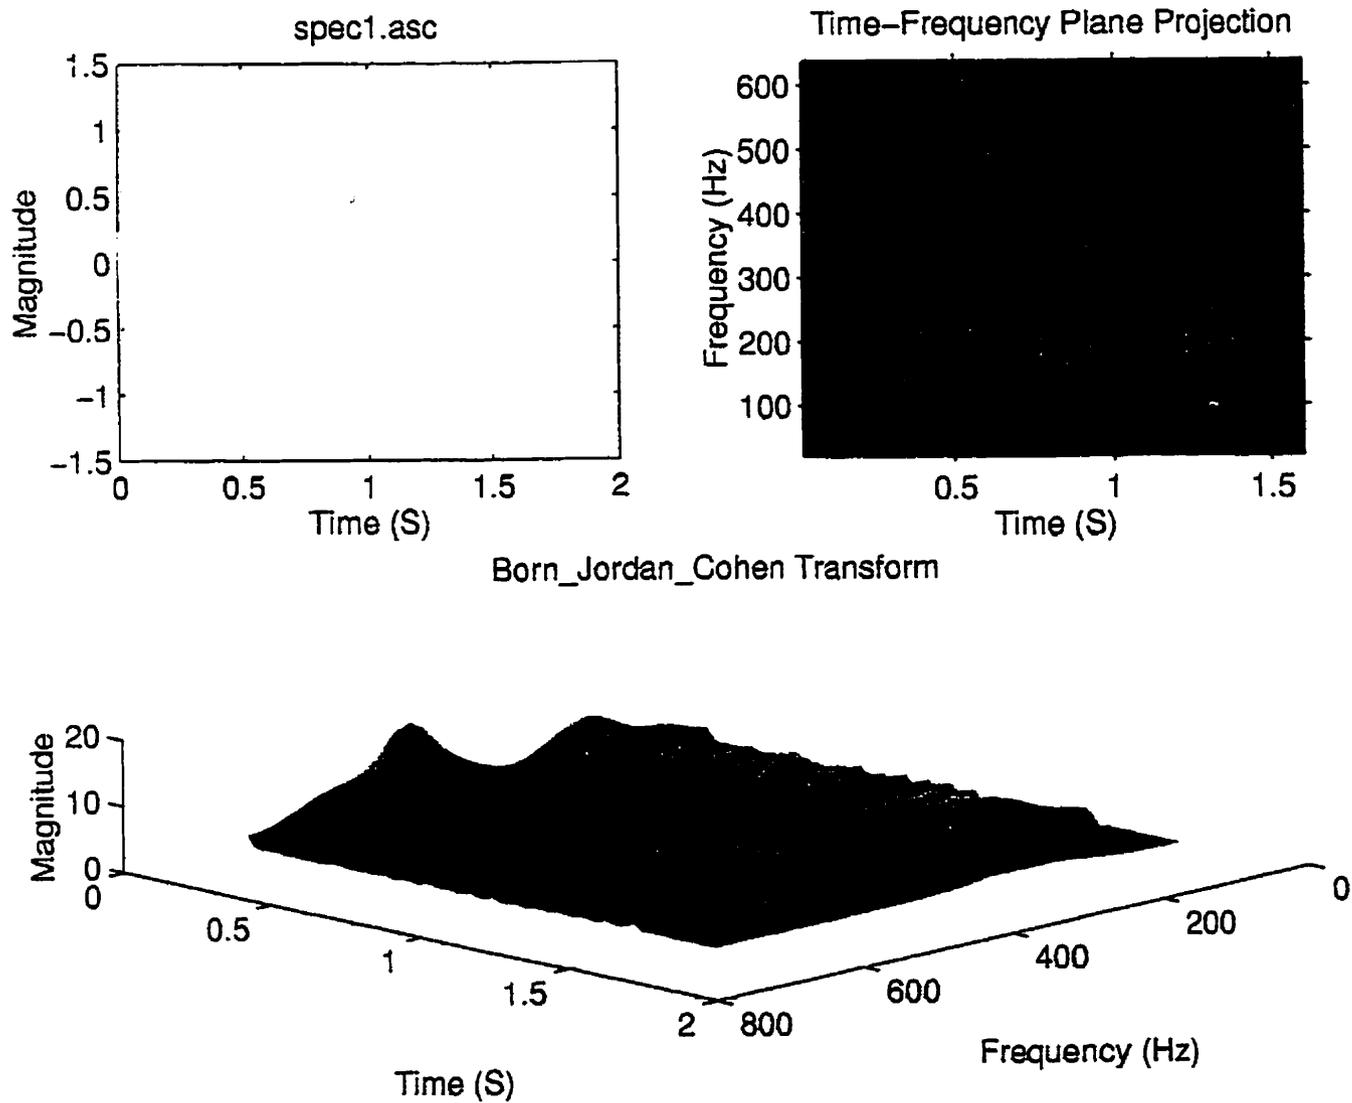 spec1.asc
1.5
1
0.5
0
−0.5
−1
−1.5
Magnitude
0 0.5 1 1.5 2
Time (S)
Time−Frequency Plane Projection
600
500
400
300
200
100
Frequency (Hz)
0.5 1 1.5
Time (S)
Born_Jordan_Cohen Transform
20
10
0
Magnitude
0
0.5
1
1.5
2
Time (S)
800
600
400
200
0
Frequency (Hz)